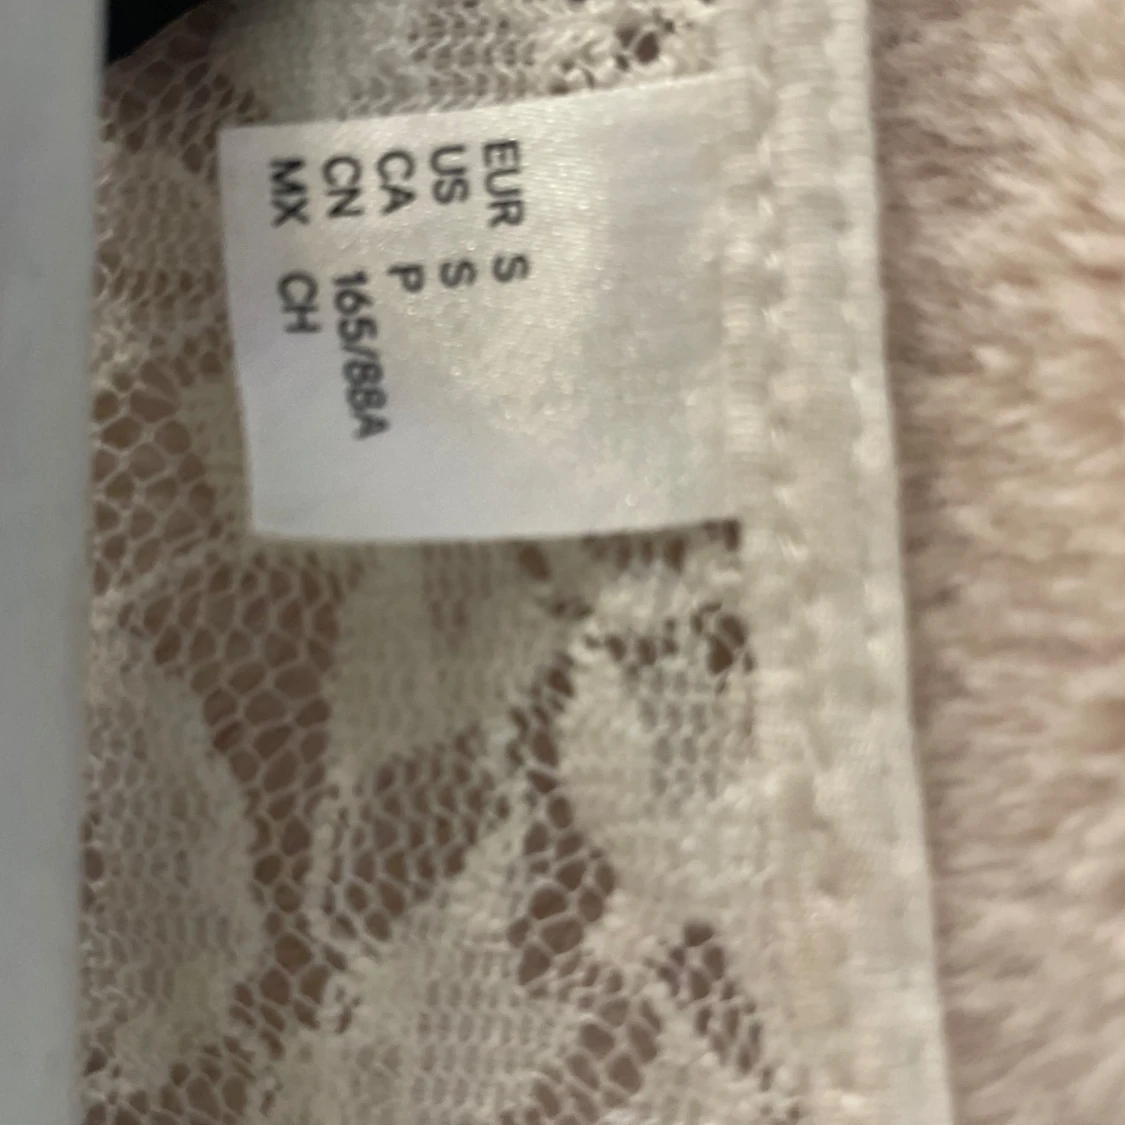 EUR S
US S
CA P
CN 165/88A
MX CH